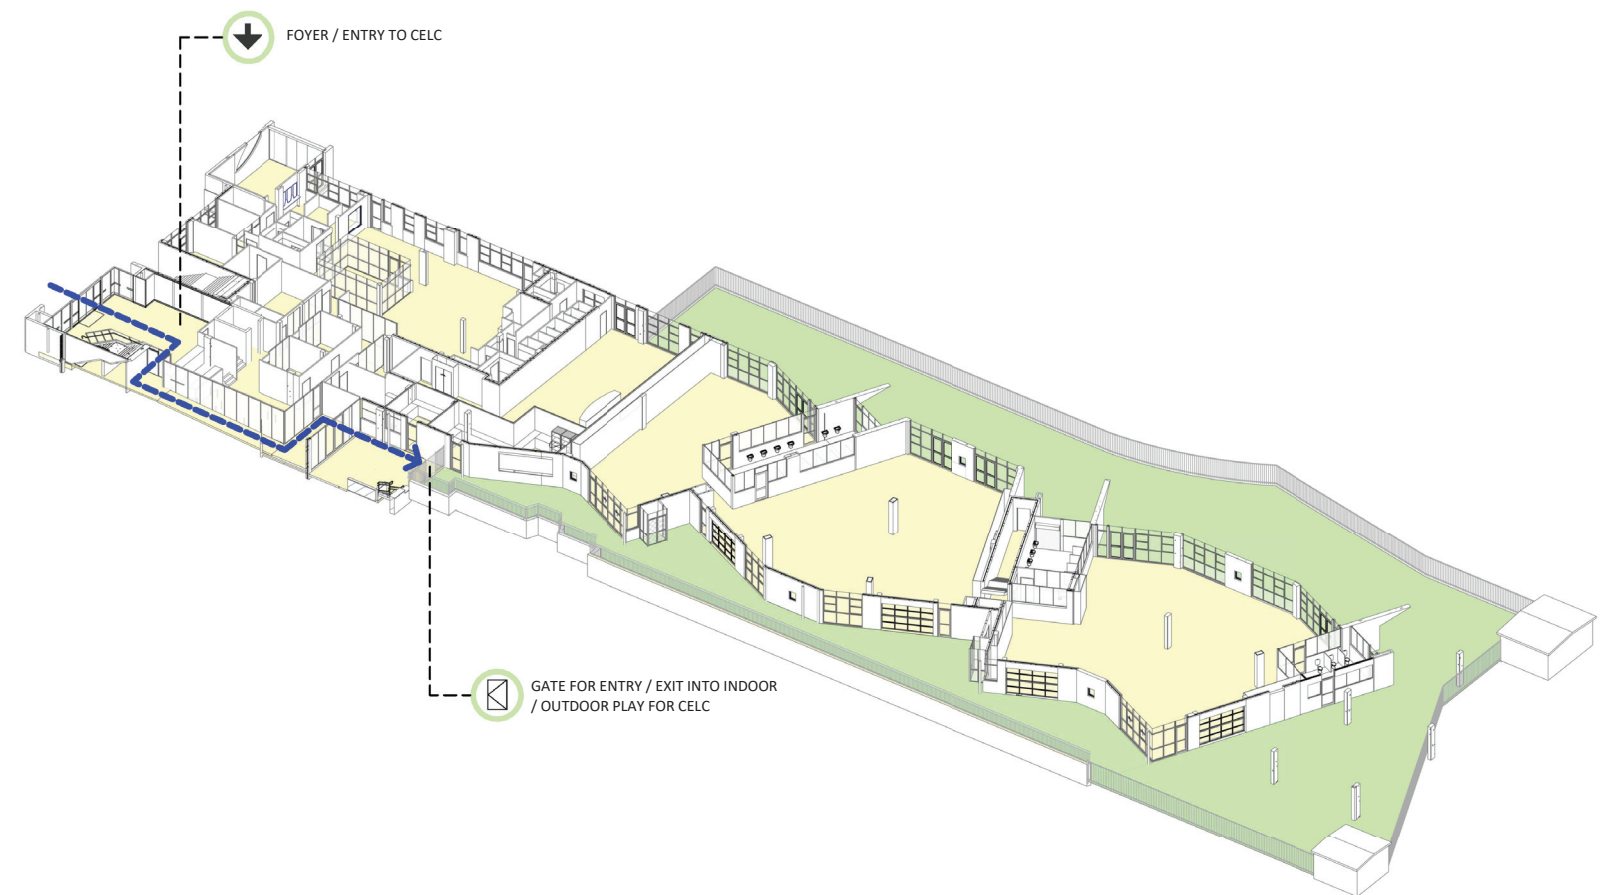 FOYER / ENTRY TO CELC
GATE FOR ENTRY / EXIT INTO INDOOR
/ OUTDOOR PLAY FOR CELC